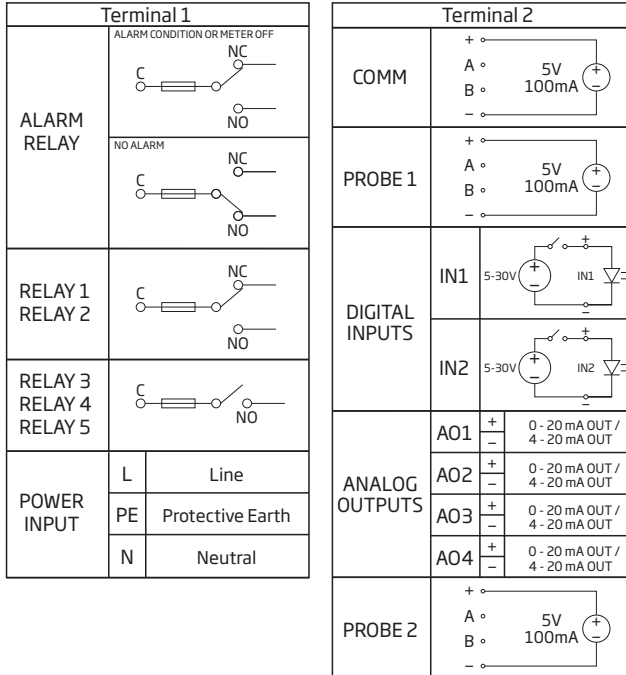 Terminal 1
ALARM RELAY
ALARM CONDITION OR METER OFF
C
NC
NO
NO ALARM
C
NC
NO
RELAY 1
RELAY 2
C
NC
NO
RELAY 3
RELAY 4
RELAY 5
C
NO
POWER
INPUT
L Line
PE Protective Earth
N Neutral
Terminal 2
COMM
+
A
B
–
5V
100mA
+
–
PROBE 1
+
A
B
–
5V
100mA
+
–
DIGITAL
INPUTS
IN1
5-30V
+
–
+
IN1
–
IN2
5-30V
+
–
+
IN2
–
ANALOG
OUTPUTS
AO1
+
–
0 - 20 mA OUT /
4 - 20 mA OUT
AO2
+
–
0 - 20 mA OUT /
4 - 20 mA OUT
AO3
+
–
0 - 20 mA OUT /
4 - 20 mA OUT
AO4
+
–
0 - 20 mA OUT /
4 - 20 mA OUT
PROBE 2
+
A
B
–
5V
100mA
+
–